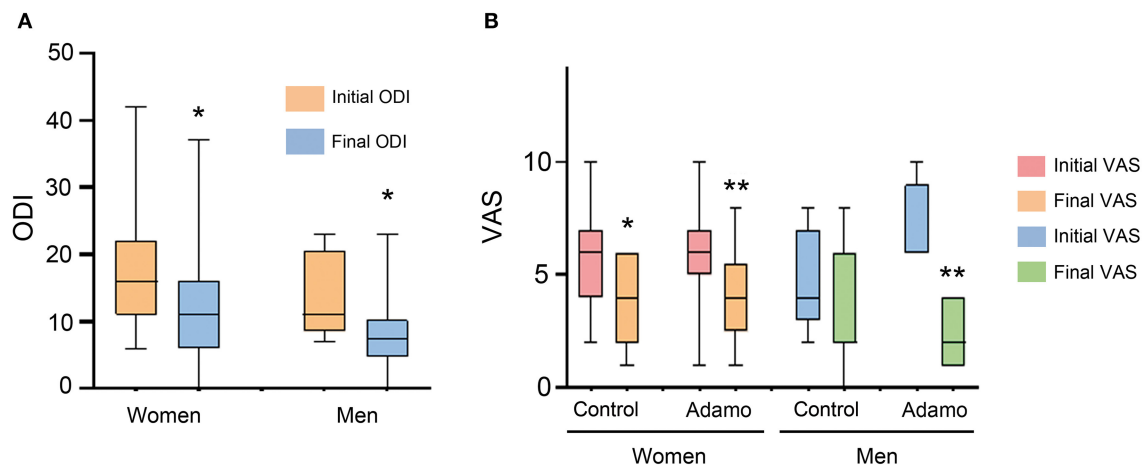 A
50
40
30
20
10
0
ODI
Initial ODI
Final ODI
*
*
Women
Men
B
10
5
0
VAS
*
**
**
Initial VAS
Final VAS
Initial VAS
Final VAS
Control
Adamo
Control
Adamo
Women
Men